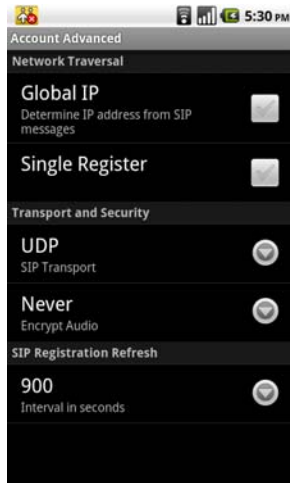 5:30 PM
Account Advanced
Network Traversal
Global IP
Determine IP address from SIP
messages
Single Register
Transport and Security
UDP
SIP Transport
Never
Encrypt Audio
SIP Registration Refresh
900
Interval in seconds